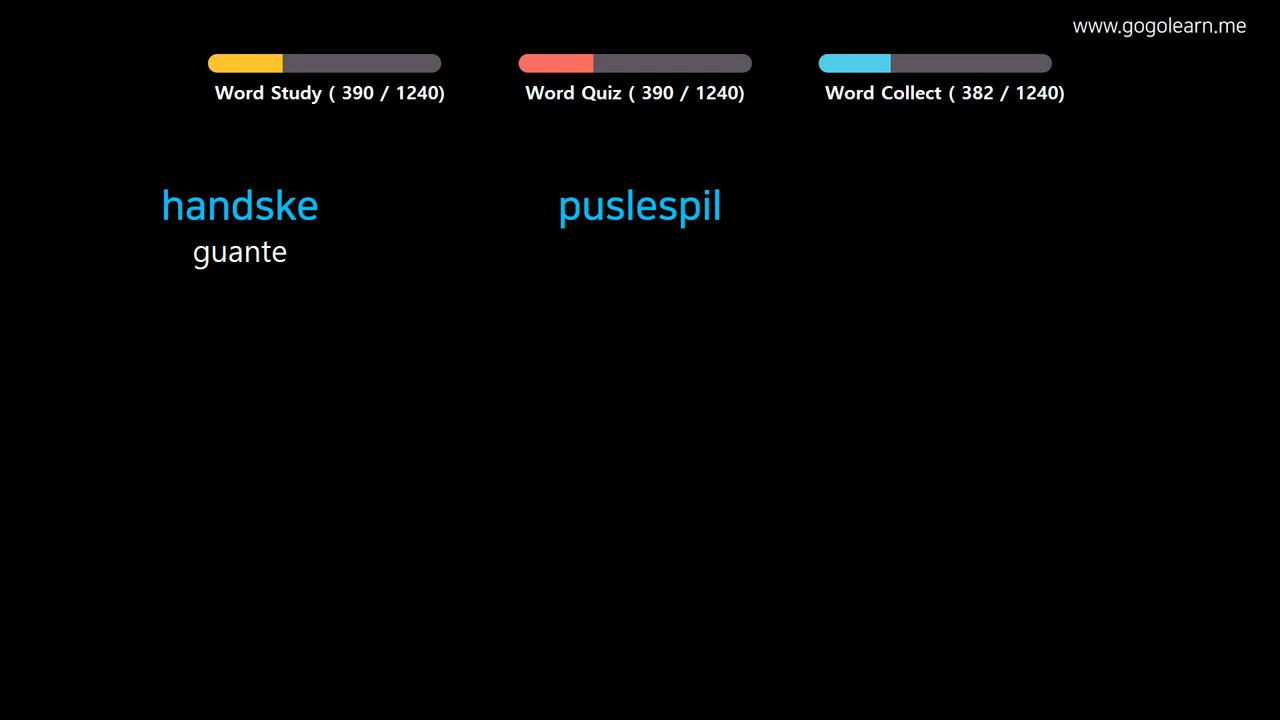 www.gogolearn.me
Word Study ( 390 / 1240)
Word Quiz ( 390 / 1240)
Word Collect ( 382 / 1240)
handske
guante
puslespil